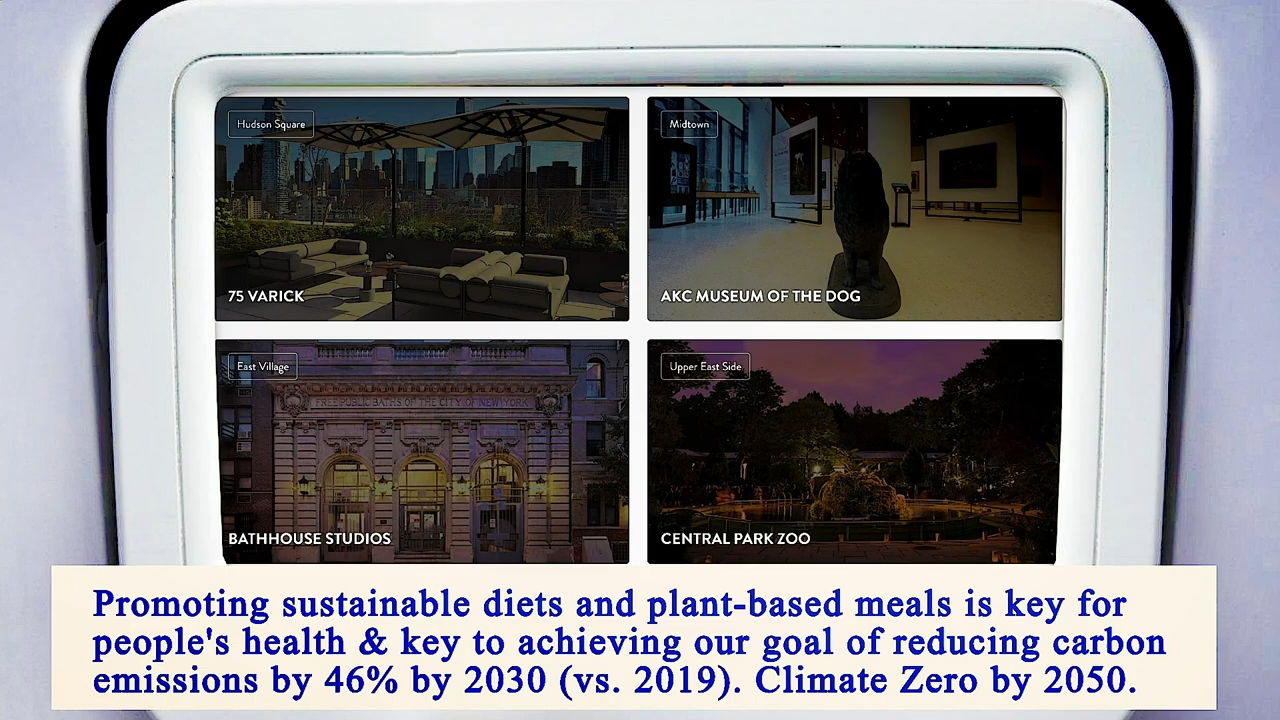 Hudson Square
75 VARICK
Midtown
AKC MUSEUM OF THE DOG
East Village
FREE PUBLIC BATHS OF THE CITY OF NEW YORK
BATHHOUSE STUDIOS
Upper East Side
CENTRAL PARK ZOO
Promoting sustainable diets and plant-based meals is key for
people's health & key to achieving our goal of reducing carbon
emissions by 46% by 2030 (vs. 2019). Climate Zero by 2050.